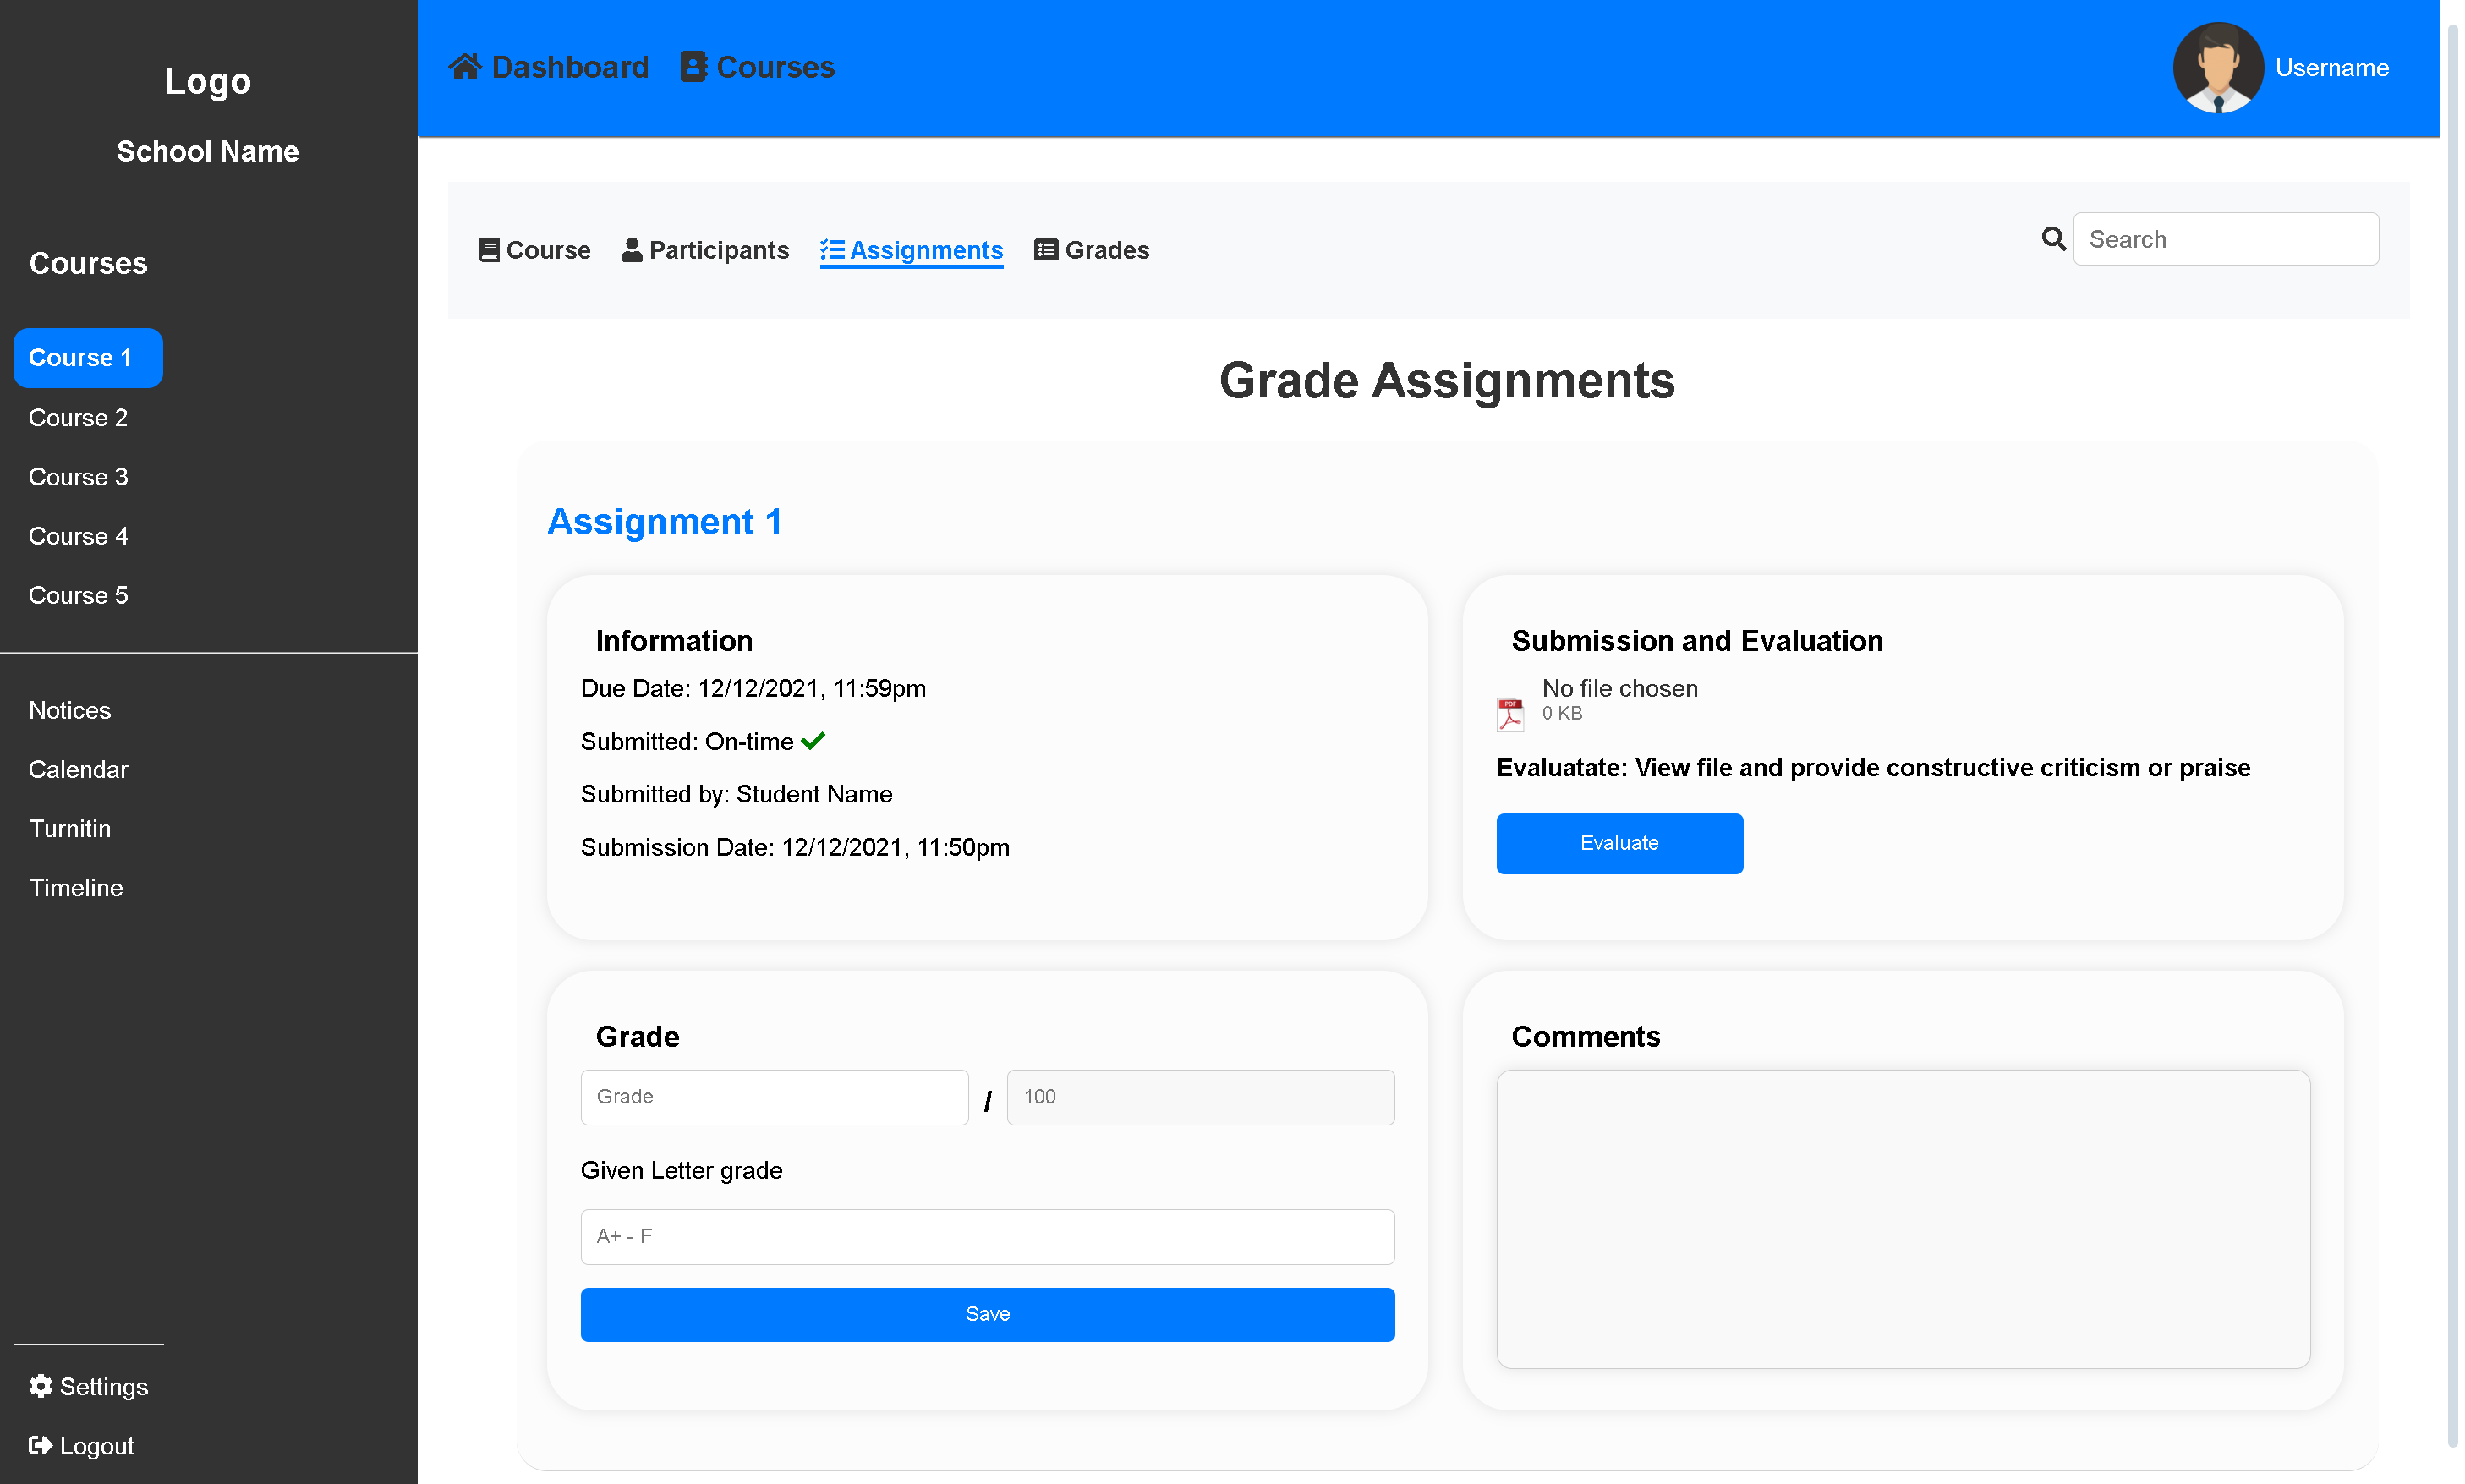 Logo
School Name
Courses
Course 1
Course 2
Course 3
Course 4
Course 5
Notices
Calendar
Turnitin
Timeline
Settings
Logout
Dashboard
Courses
Username
Course
Participants
Assignments
Grades
Search
Grade Assignments
Assignment 1
Information
Due Date: 12/12/2021, 11:59pm
Submitted: On-time
Submitted by: Student Name
Submission Date: 12/12/2021, 11:50pm
Submission and Evaluation
PDF
No file chosen
0 KB
Evaluatate: View file and provide constructive criticism or praise
Evaluate
Grade
Grade / 100
Given Letter grade
A+ - F
Save
Comments